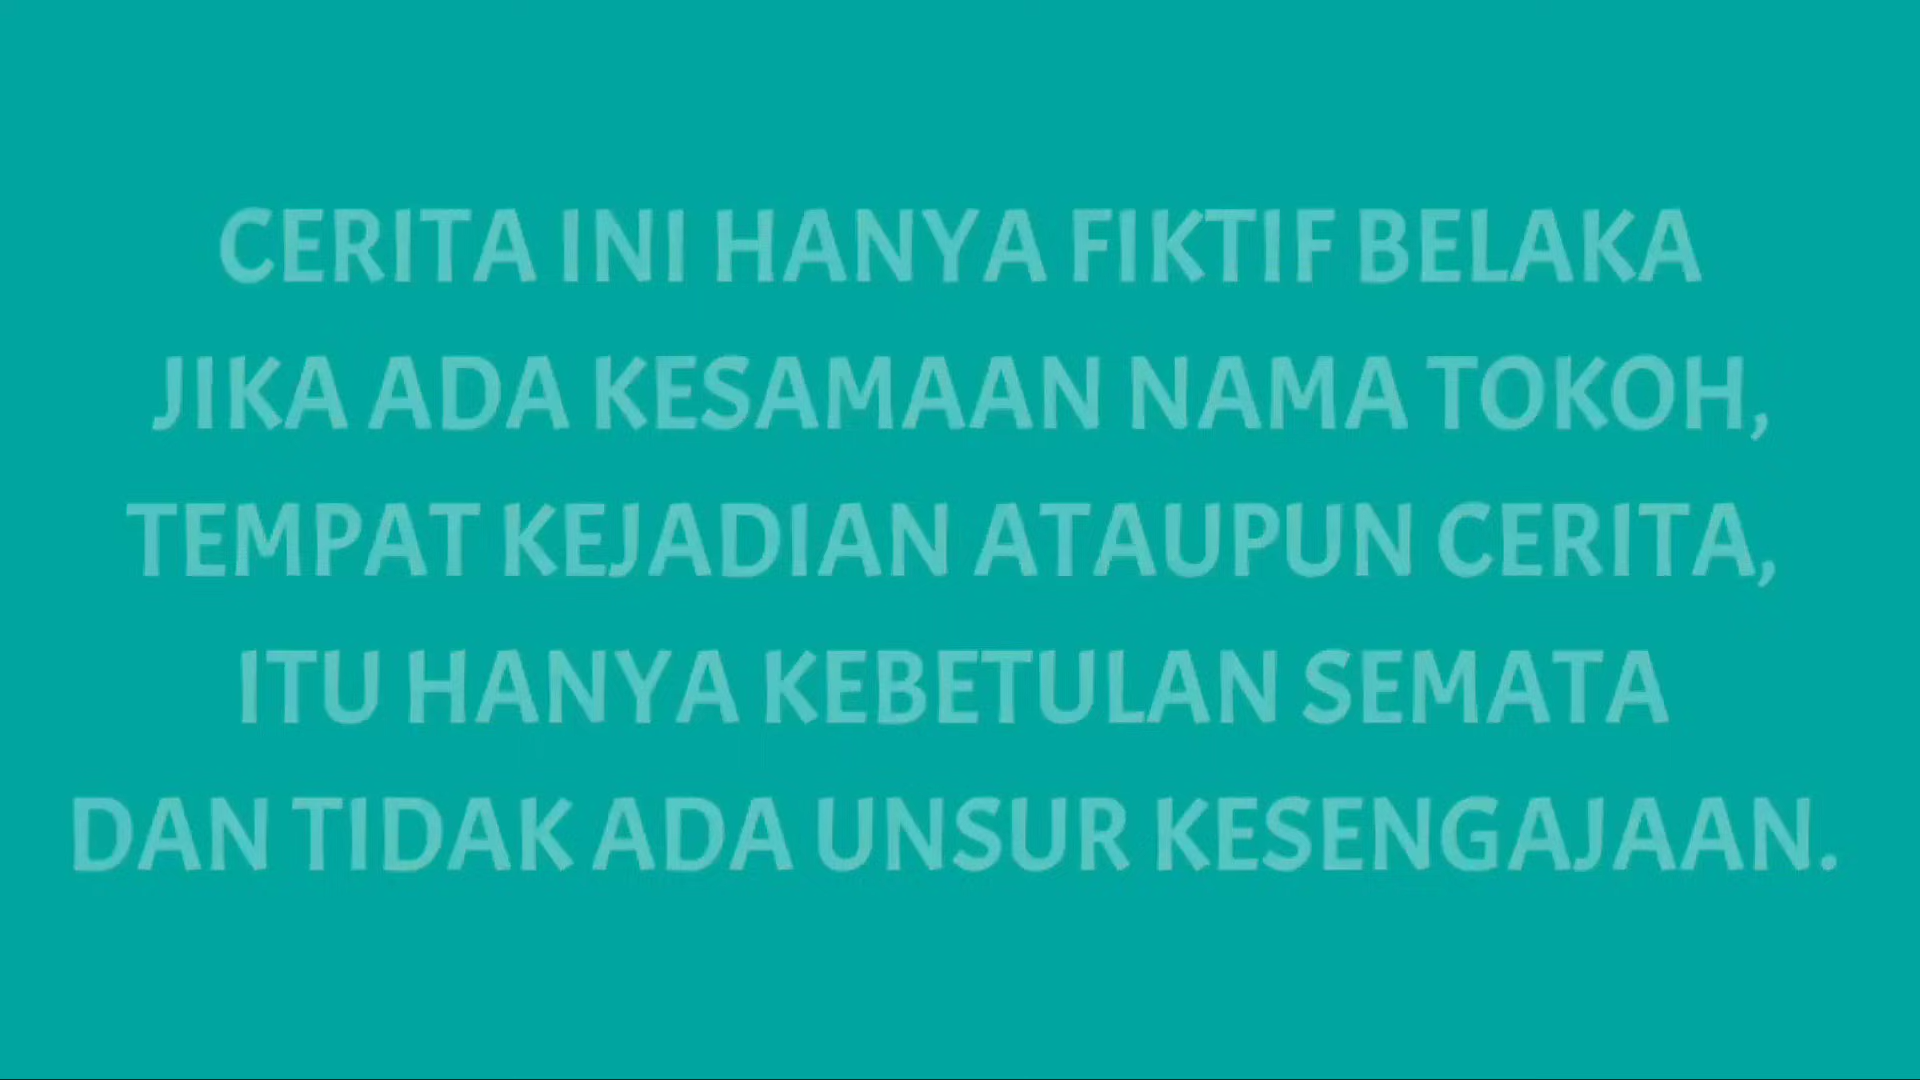 CERITA INI HANYA FIKTIF BELAKA
JIKA ADA KESAMAAN NAMA TOKOH,
TEMPAT KEJADIAN ATAUPUN CERITA,
ITU HANYA KEBETULAN SEMATA
DAN TIDAK ADA UNSUR KESENGAJAAN.